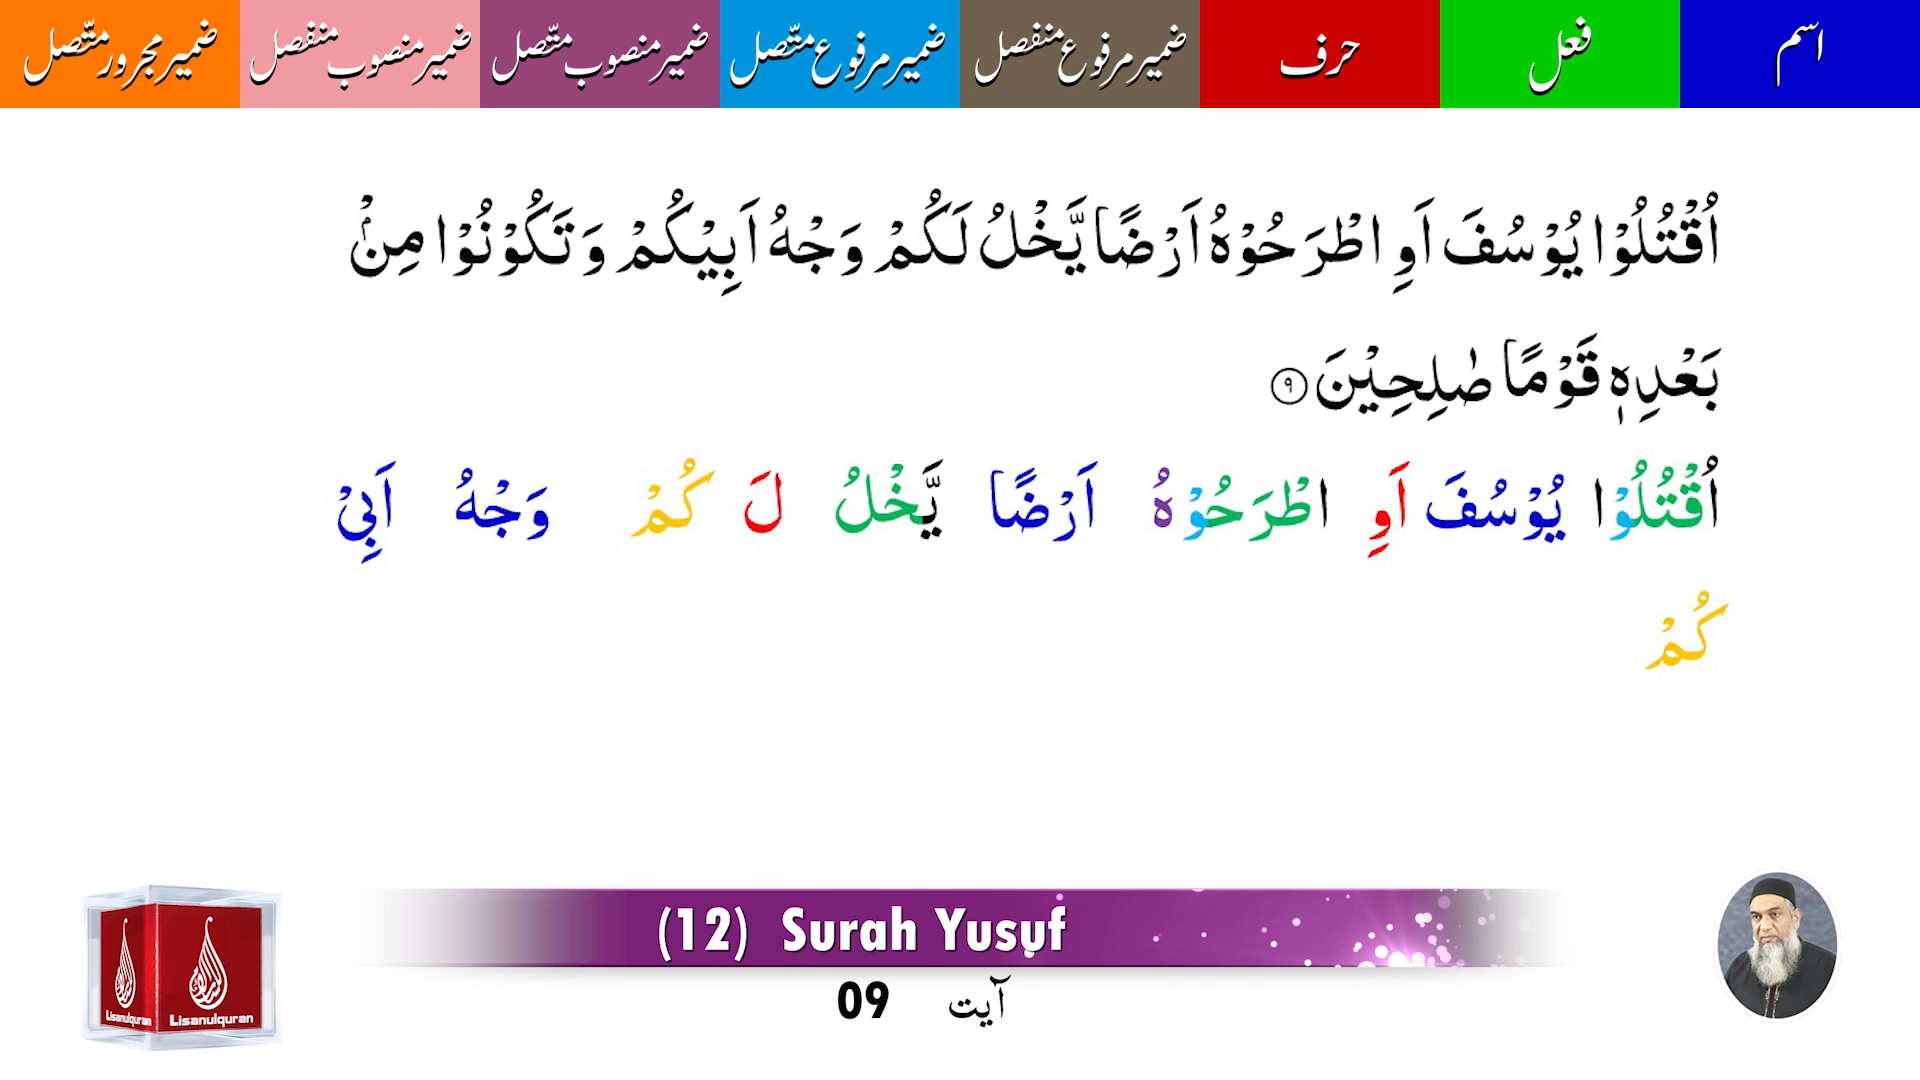 اسم فعل حرف ضمیر مرفوع منفصل ضمیر مرفوع متّصل ضمیر منصوب متّصل ضمیر منصوب منفصل ضمیر مجرور متّصل
اُقْتُلُوْا يُوْسُفَ اَوِ اطْرَحُوْهُ اَرْضًا يَّخْلُ لَكُمْ وَجْهُ اَبِيْكُمْ وَتَكُوْنُوْا مِنْۢ
بَعْدِهٖ قَوْمًا صٰلِحِيْنَ ۹
اُقْتُلُوْا يُوْسُفَ اَوِ اطْرَحُوْهُ اَرْضًا يَّخْلُ لَ كُمْ وَجْهُ اَبِيْ
كُمْ
(12) Surah Yusuf
آیت 09
Lisanulquran Lisanulquran